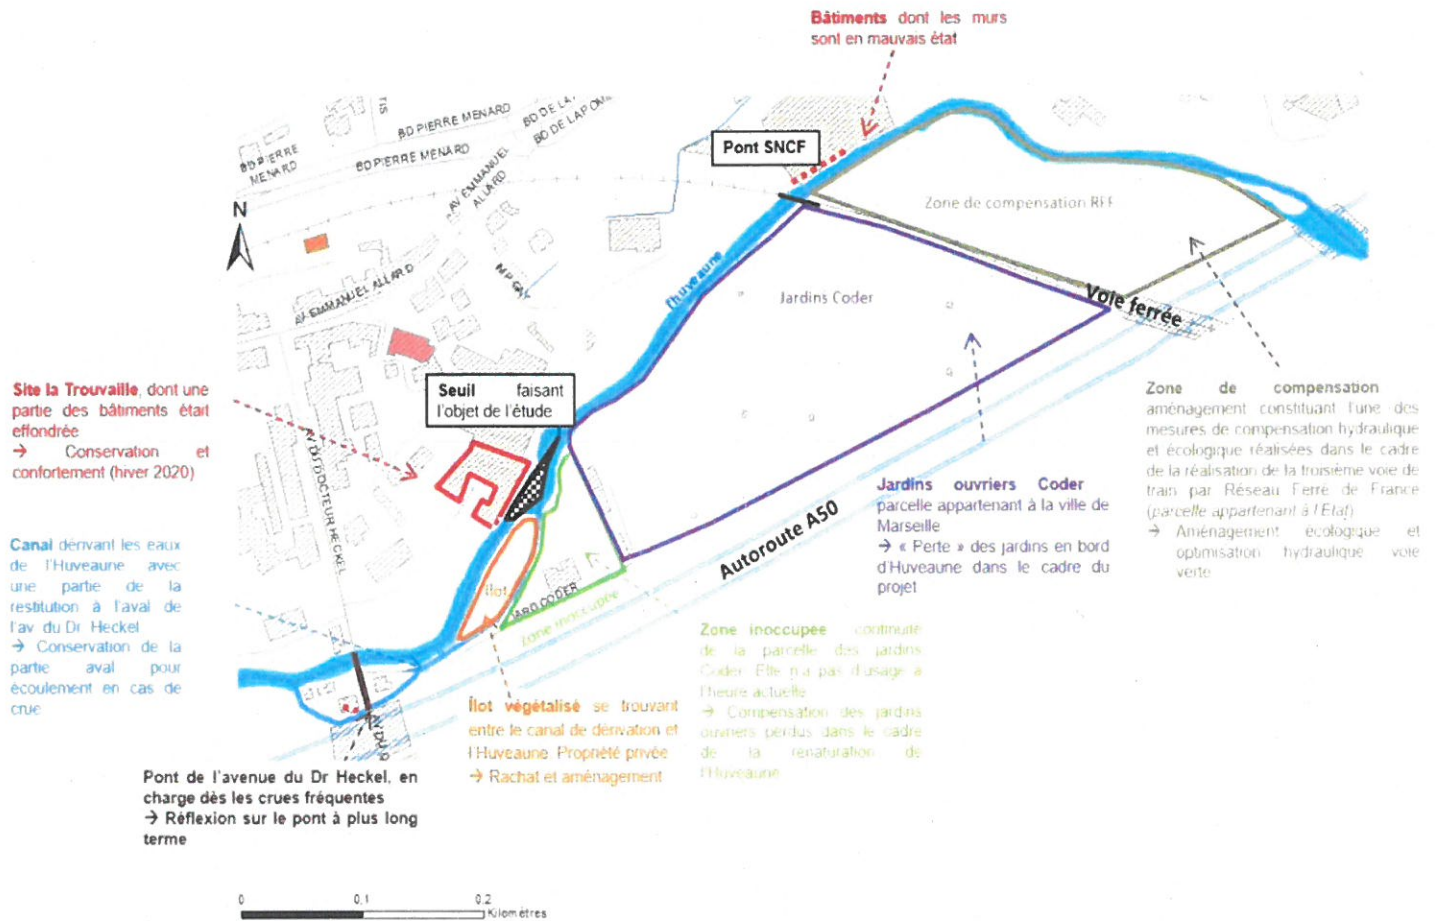 Bâtiments dont les murs
sont en mauvais état
BD PIERRE MENARD
BD DE LA POM
BD PIERRE
MENARD
BD PIERRE MENARD
AV EMMANUEL
ALLARD
Pont SNCF
Zone de compensation RFF
N
l'huveaune
AV EMMANUEL ALLARD
Jardins Coder
Voie ferrée
Seuil faisant
l'objet de l'étude
Site la Trouvaille, dont une
partie des bâtiments était
effondrée
→ Conservation et
confortement (hiver 2020)
AV DU DOCTEUR HECKEL
Zone de compensation
aménagement constituant l'une des
mesures de compensation hydraulique
et écologique réalisées dans le cadre
de la réalisation de la troisième voie de
train par Réseau Ferré de France
(parcelle appartenant à l'Etat)
→ Aménagement écologique et
optimisation hydraulique voie
verte
Jardins ouvriers Coder
parcelle appartenant à la ville de
Marseille
→ « Perte » des jardins en bord
d'Huveaune dans le cadre du
projet
Autoroute A50
Canal dérivant les eaux
de l'Huveaune avec
une partie de la
restitution à l'aval de
l'av du Dr Heckel
→ Conservation de la
partie aval pour
écoulement en cas de
crue
Îlot
JARD CODER
Zone inoccupée
Zone inoccupée continuité
de la parcelle des jardins
Coder. Elle n'a pas d'usage à
l'heure actuelle
→ Compensation des jardins
ouvriers perdus dans le cadre
de la renaturation de
l'Huveaune
Îlot végétalisé se trouvant
entre le canal de dérivation et
l'Huveaune. Propriété privée
→ Rachat et aménagement
AV DU D
Pont de l'avenue du Dr Heckel, en
charge dès les crues fréquentes
→ Réflexion sur le pont à plus long
terme
0 0,1 0,2
Kilomètres